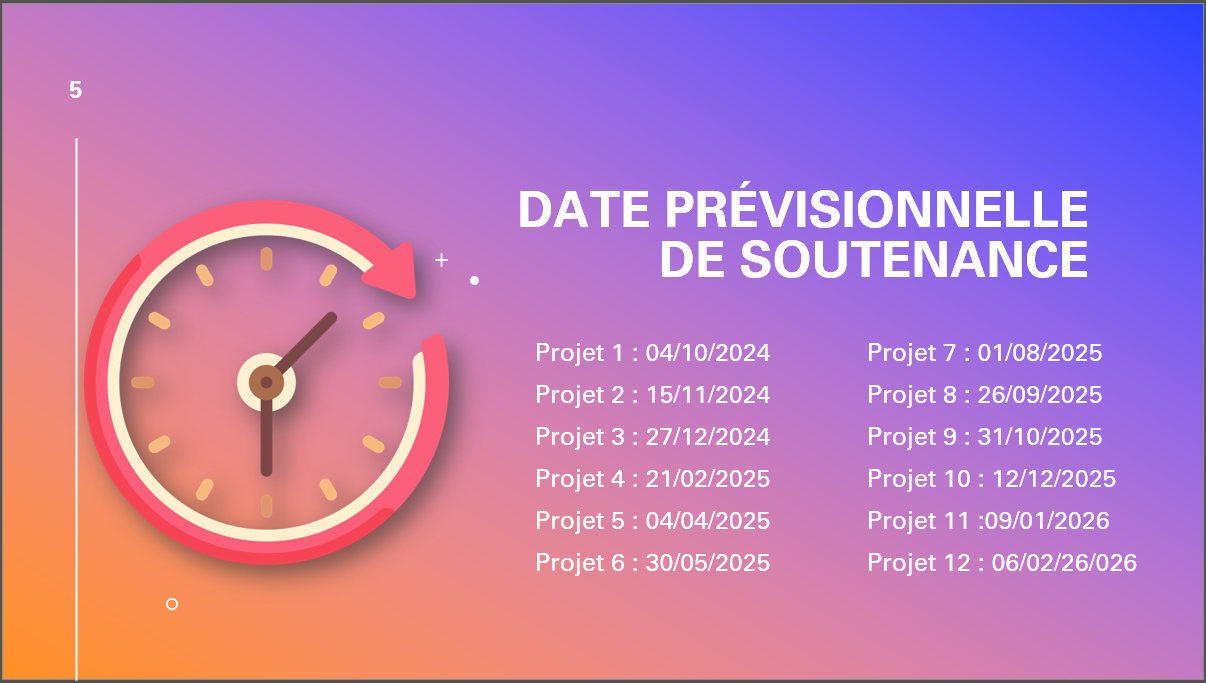 5
DATE PRÉVISIONNELLE
DE SOUTENANCE
Projet 1 : 04/10/2024
Projet 2 : 15/11/2024
Projet 3 : 27/12/2024
Projet 4 : 21/02/2025
Projet 5 : 04/04/2025
Projet 6 : 30/05/2025
Projet 7 : 01/08/2025
Projet 8 : 26/09/2025
Projet 9 : 31/10/2025
Projet 10 : 12/12/2025
Projet 11 :09/01/2026
Projet 12 : 06/02/26/026